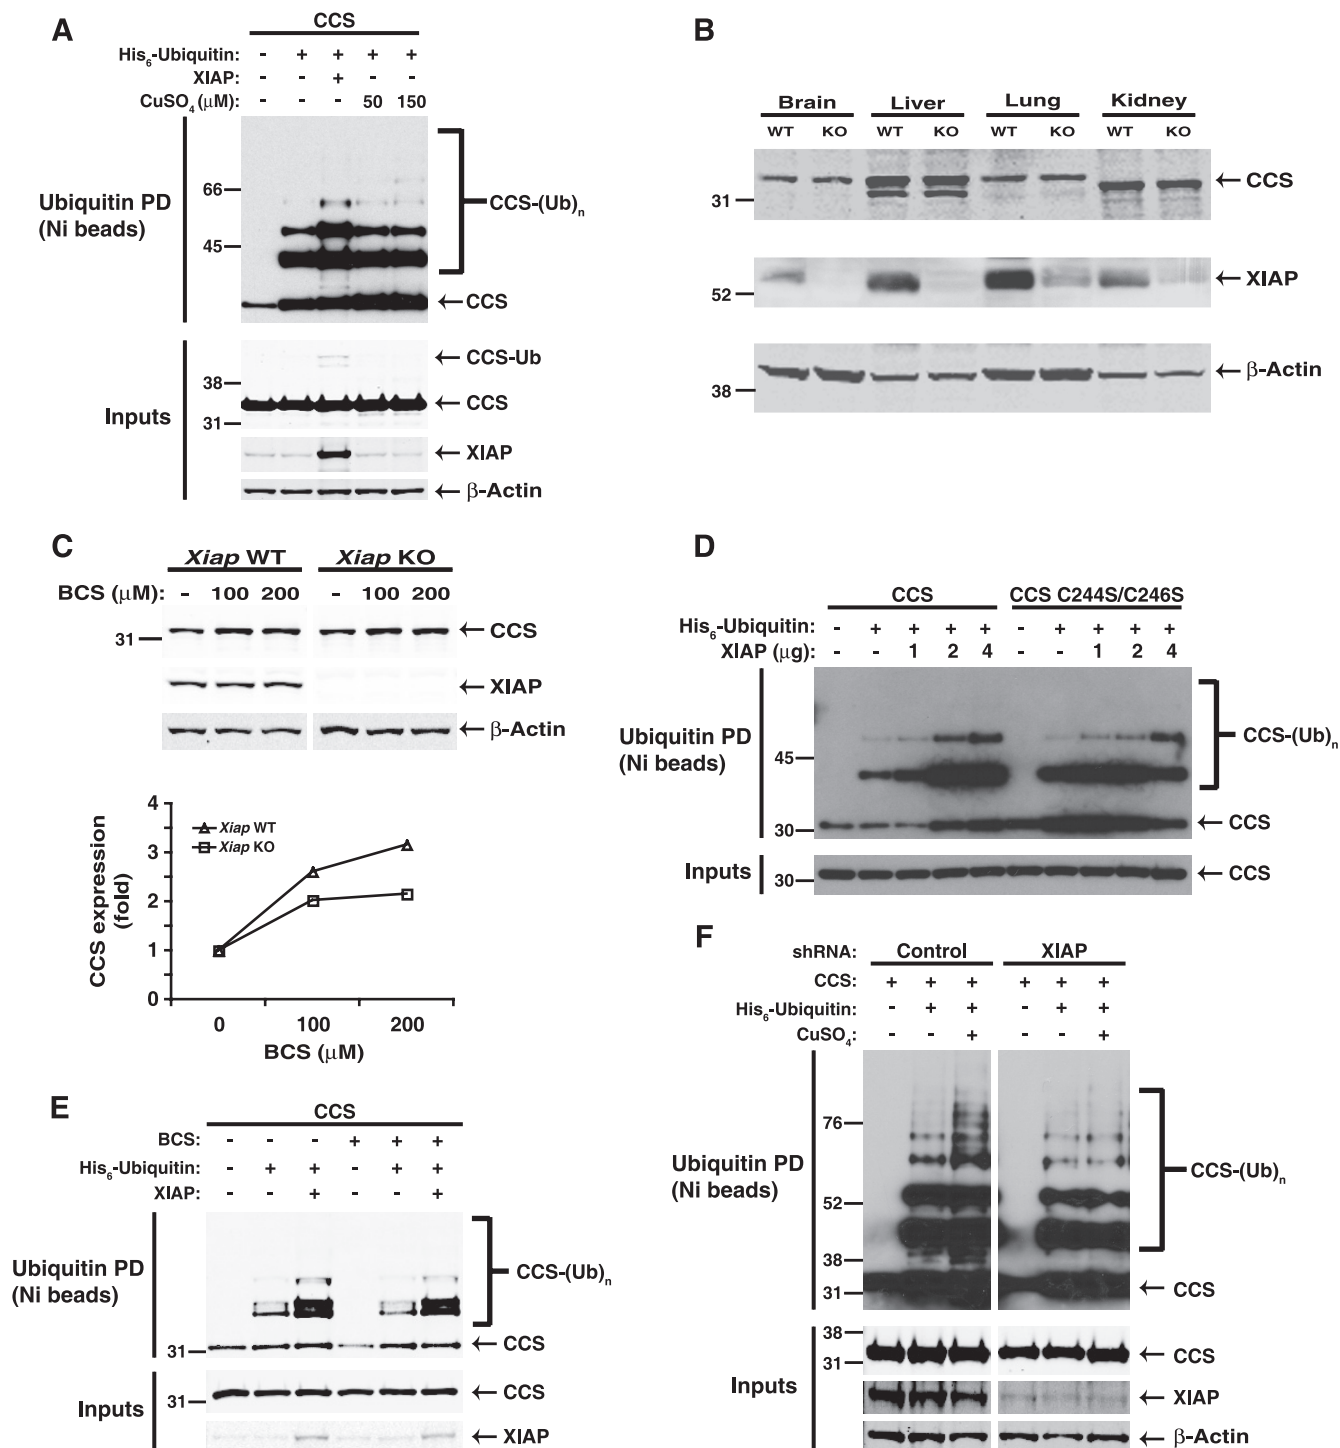 A
CCS
His6-Ubiquitin: - + + + +
XIAP: - - + - -
CuSO4 (μM): - - - 50 150
Ubiquitin PD
(Ni beads)
66
45
CCS-(Ub)n
← CCS
Inputs
38
31
← CCS-Ub
← CCS
← XIAP
← β-Actin
B
Brain Liver Lung Kidney
WT KO WT KO WT KO WT KO
31
← CCS
52
← XIAP
38
← β-Actin
C
Xiap WT Xiap KO
BCS (μM): - 100 200 - 100 200
31
← CCS
← XIAP
← β-Actin
CCS expression
(fold)
4
3
2
1
0
Xiap WT
Xiap KO
0 100 200
BCS (μM)
D
CCS CCS C244S/C246S
His6-Ubiquitin: - + + + + - + + + +
XIAP (μg): - - 1 2 4 - - 1 2 4
Ubiquitin PD
(Ni beads)
45
30
CCS-(Ub)n
← CCS
Inputs
30
← CCS
E
CCS
BCS: - - - + + +
His6-Ubiquitin: - + + - + +
XIAP: - - + - - +
Ubiquitin PD
(Ni beads)
31
CCS-(Ub)n
← CCS
Inputs
31
← CCS
← XIAP
F
shRNA: Control XIAP
CCS: + + + + + +
His6-Ubiquitin: - + + - + +
CuSO4: - - + - - +
Ubiquitin PD
(Ni beads)
76
52
38
31
CCS-(Ub)n
← CCS
Inputs
38
31
← CCS
← XIAP
← β-Actin